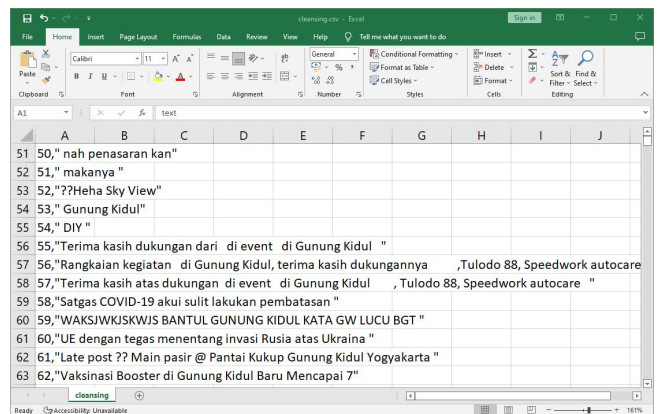 cleansing.csv - Excel
Sign in
File Home Insert Page Layout Formulas Data Review View Help Tell me what you want to do
Paste
Calibri 11
B I U
General
Conditional Formatting
Format as Table
Cell Styles
Insert
Delete
Format
Sort & Filter
Find & Select
Clipboard Font Alignment Number Styles Cells Editing
A1 fx text
A B C D E F G H I J
51 50," nah penasaran kan"
52 51," makanya "
53 52,"??Heha Sky View"
54 53," Gunung Kidul"
55 54," DIY "
56 55,"Terima kasih dukungan dari di event di Gunung Kidul "
57 56,"Rangkaian kegiatan di Gunung Kidul, terima kasih dukungannya ,Tulodo 88, Speedwork autocare
58 57,"Terima kasih atas dukungan di event di Gunung Kidul , Tulodo 88, Speedwork autocare "
59 58,"Satgas COVID-19 akui sulit lakukan pembatasan "
60 59,"WAKSJWKJSKWJS BANTUL GUNUNG KIDUL KATA GW LUCU BGT "
61 60,"UE dengan tegas menentang invasi Rusia atas Ukraina "
62 61,"Late post ?? Main pasir @ Pantai Kukup Gunung Kidul Yogyakarta "
63 62,"Vaksinasi Booster di Gunung Kidul Baru Mencapai 7"
cleansing
Ready Accessibility: Unavailable 161%